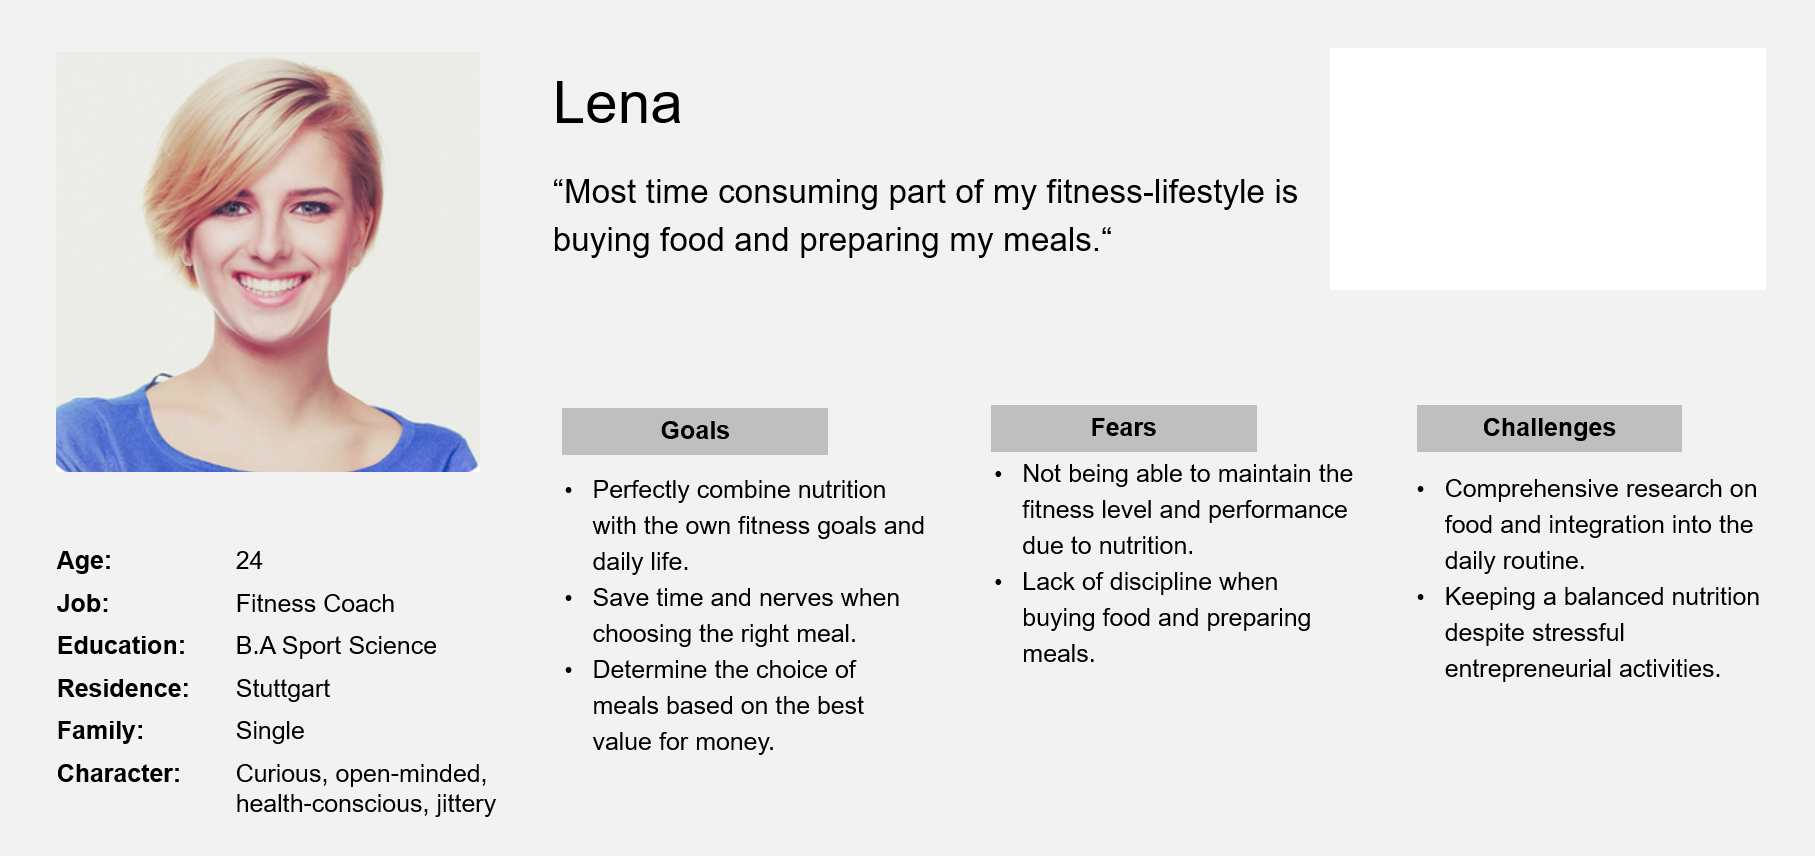 Lena
“Most time consuming part of my fitness-lifestyle is
buying food and preparing my meals.“
Age: 24
Job: Fitness Coach
Education: B.A Sport Science
Residence: Stuttgart
Family: Single
Character: Curious, open-minded,
health-conscious, jittery
Goals
• Perfectly combine nutrition
with the own fitness goals and
daily life.
• Save time and nerves when
choosing the right meal.
• Determine the choice of
meals based on the best
value for money.
Fears
• Not being able to maintain the
fitness level and performance
due to nutrition.
• Lack of discipline when
buying food and preparing
meals.
Challenges
• Comprehensive research on
food and integration into the
daily routine.
• Keeping a balanced nutrition
despite stressful
entrepreneurial activities.